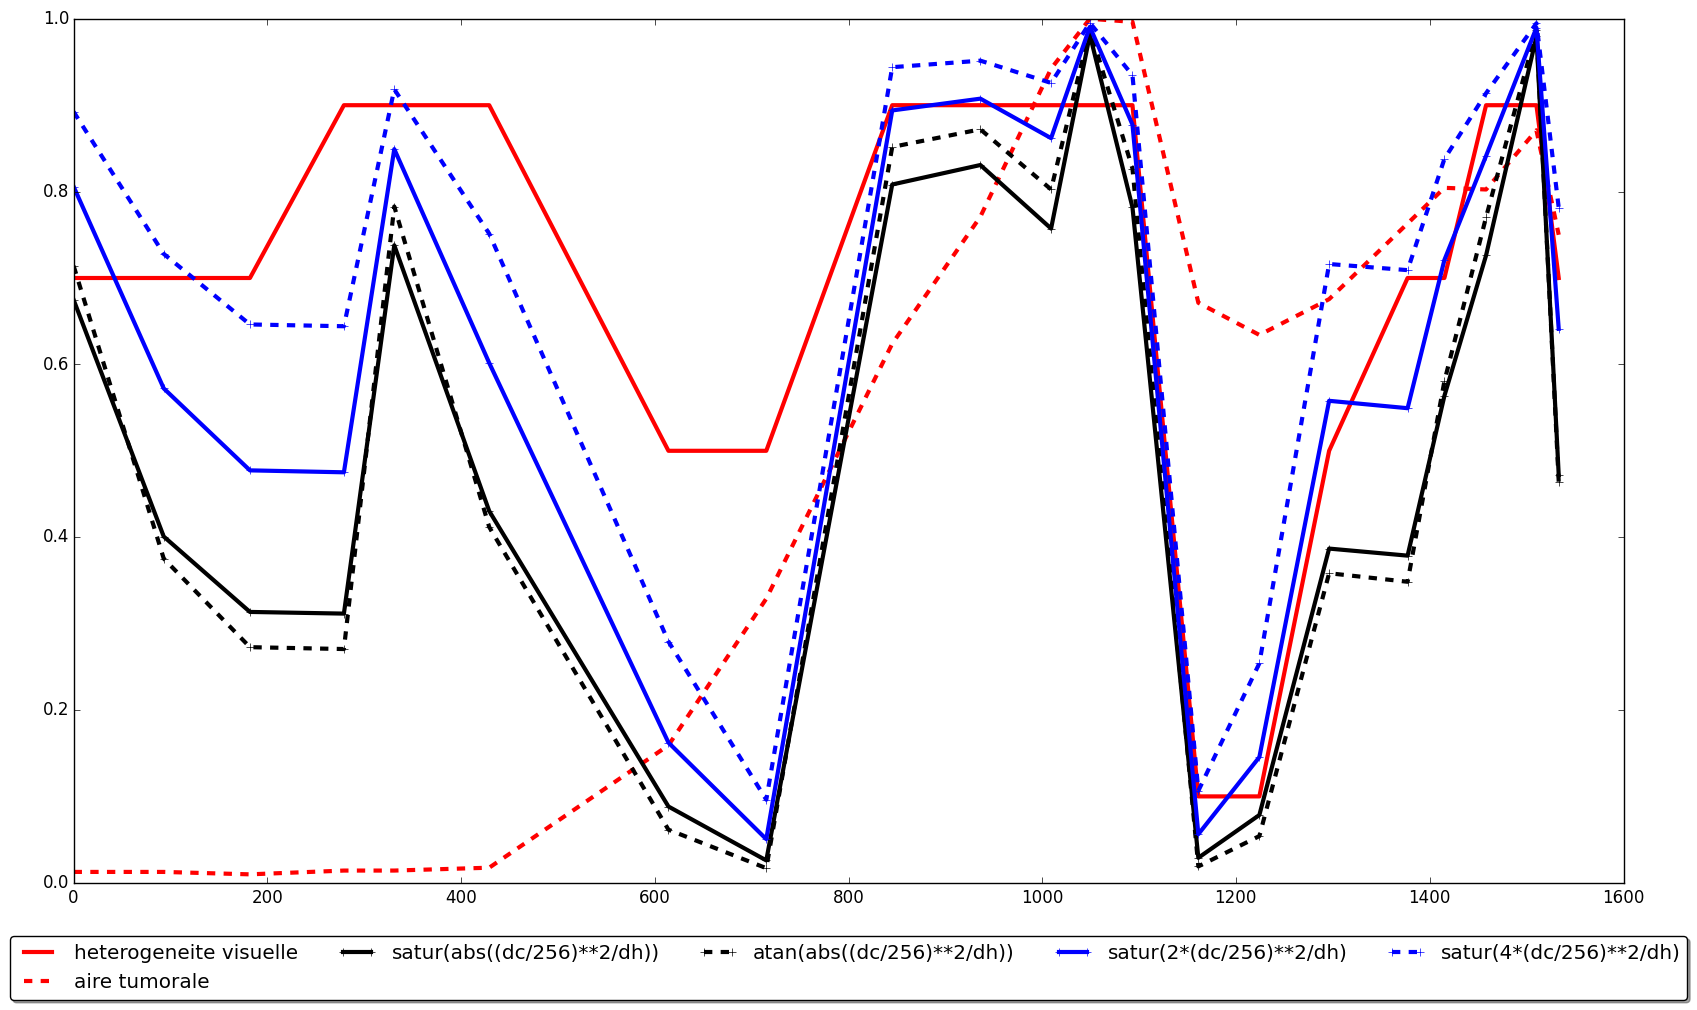 1.0
0.8
0.6
0.4
0.2
0.0
0 200 400 600 800 1000 1200 1400 1600
heterogeneite visuelle satur(abs((dc/256)**2/dh)) atan(abs((dc/256)**2/dh)) satur(2*(dc/256)**2/dh) satur(4*(dc/256)**2/dh)
aire tumorale